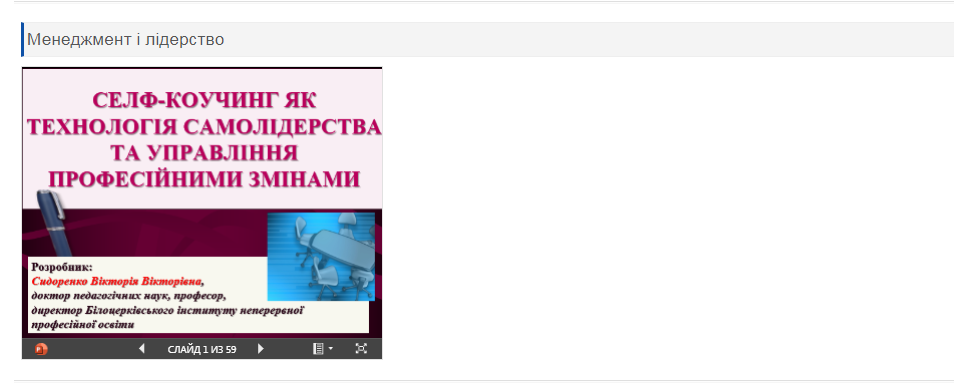 Менеджмент і лідерство
СЕЛФ-КОУЧИНГ ЯК
ТЕХНОЛОГІЯ САМОЛІДЕРСТВА
ТА УПРАВЛІННЯ
ПРОФЕСІЙНИМИ ЗМІНАМИ
Розробник:
Сидоренко Вікторія Вікторівна,
доктор педагогічних наук, професор,
директор Білоцерківського інституту неперервної
професійної освіти
СЛАЙД 1 ИЗ 59